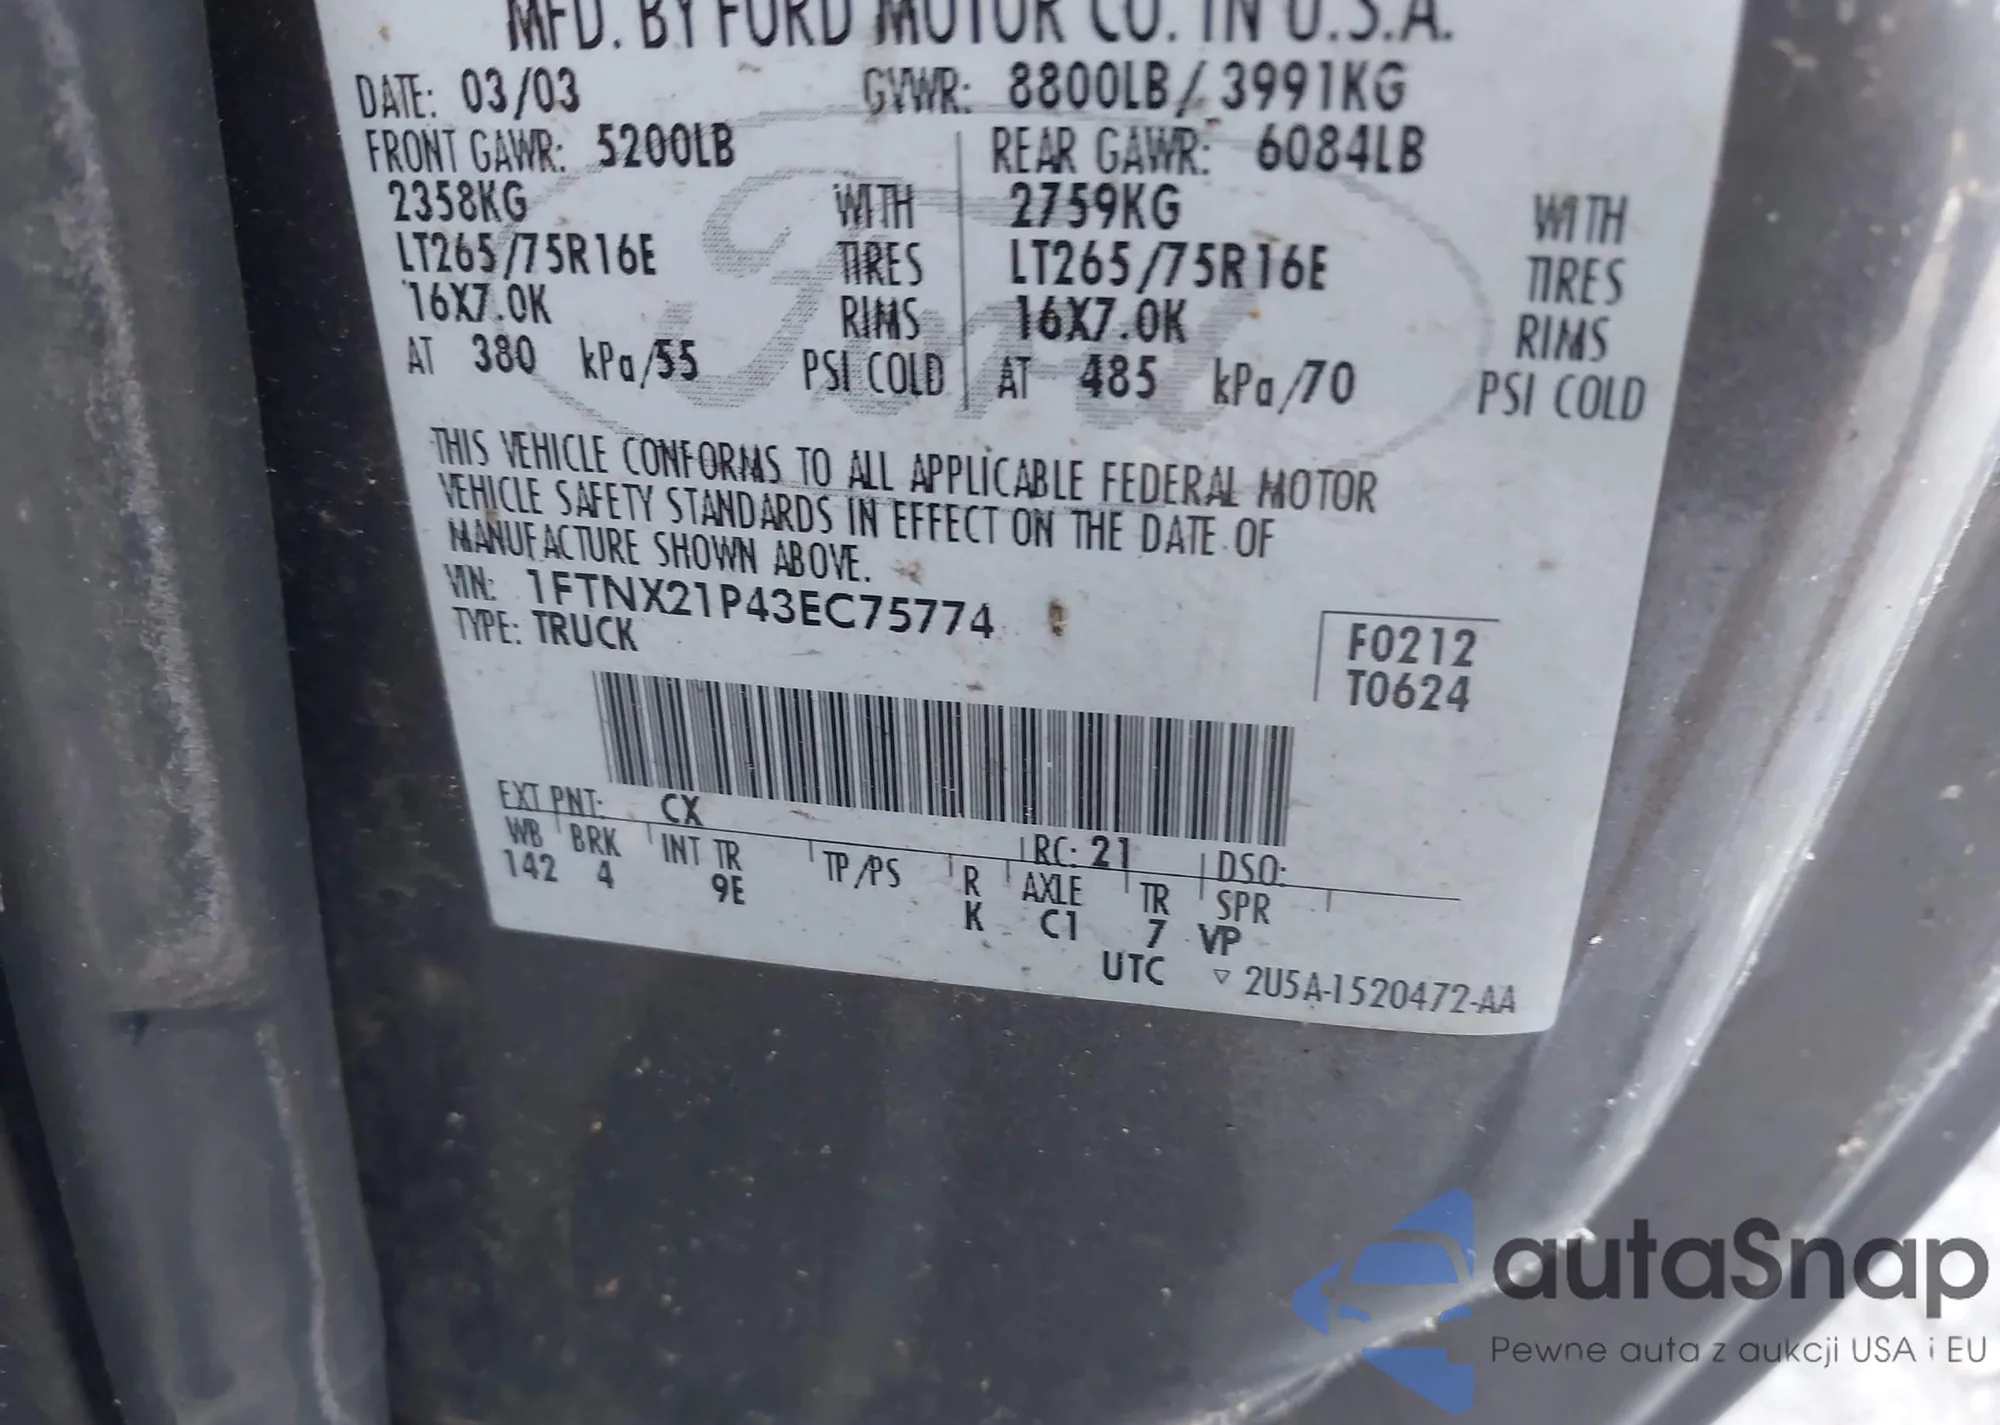 MFD. BY FORD MOTOR CO. IN U.S.A.
DATE: 03/03 GVWR: 8800LB / 3991KG
FRONT GAWR: 5200LB REAR GAWR: 6084LB
2358KG WITH 2759KG WITH
LT265/75R16E TIRES LT265/75R16E TIRES
16X7.0K RIMS 16X7.0K RIMS
AT 380 kPa/55 PSI COLD AT 485 kPa/70 PSI COLD
Ford
THIS VEHICLE CONFORMS TO ALL APPLICABLE FEDERAL MOTOR
VEHICLE SAFETY STANDARDS IN EFFECT ON THE DATE OF
MANUFACTURE SHOWN ABOVE.
VIN: 1FTNX21P43EC75774
TYPE: TRUCK
F0212
T0624
EXT PNT: CX RC: 21 DSO:
WB BRK INT TR TP/PS R AXLE TR SPR
142 4 9E K C1 7 VP
UTC ▽ 2U5A-1520472-AA
autaSnap
Pewne auta z aukcji USA i EU